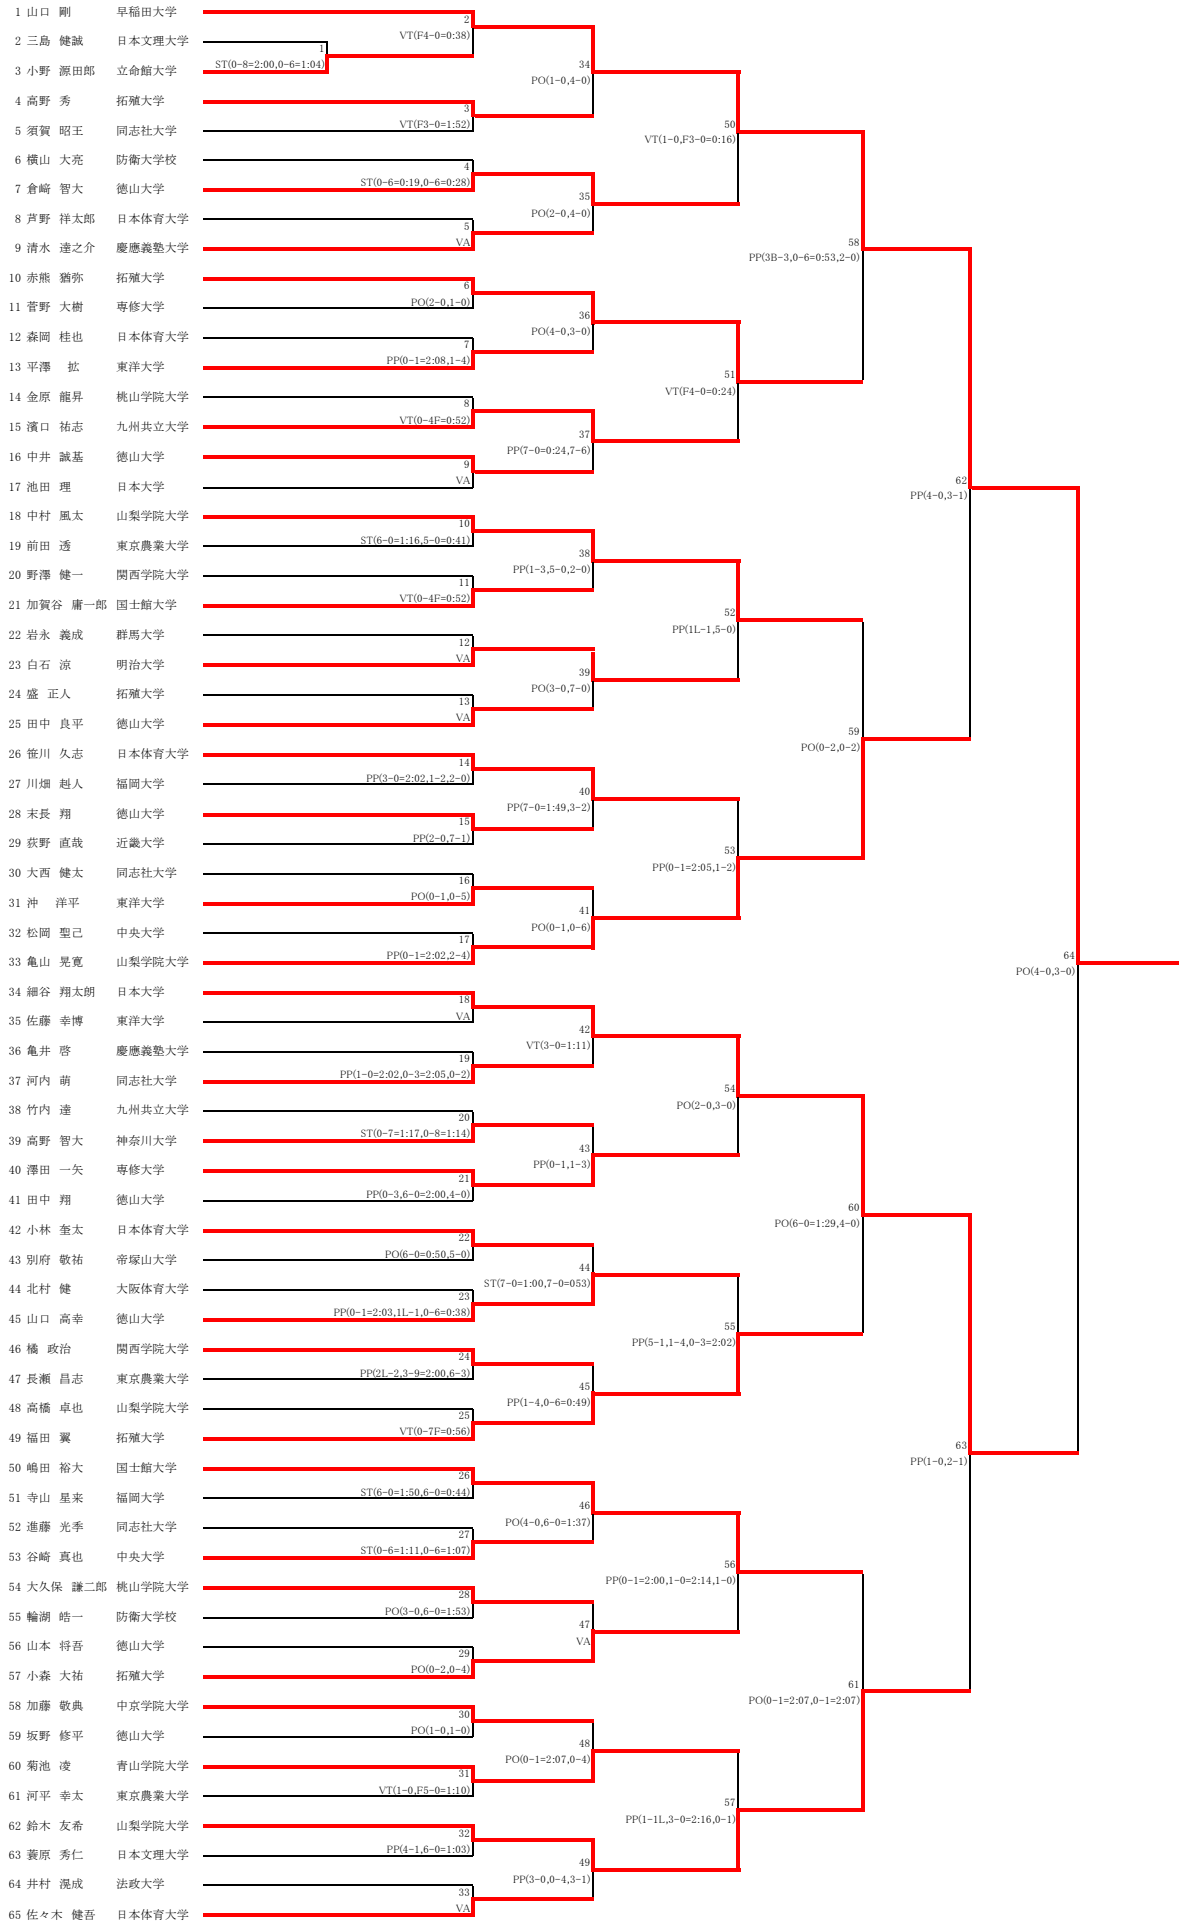 1 山口 剛 早稲田大学
2 三島 健誠 日本文理大学
3 小野 源田郎 立命館大学
4 高野 秀 拓殖大学
5 須賀 昭王 同志社大学
6 横山 大亮 防衛大学校
7 倉﨑 智大 徳山大学
8 芦野 祥太郎 日本体育大学
9 清水 達之介 慶應義塾大学
10 赤熊 猶弥 拓殖大学
11 菅野 大樹 専修大学
12 森岡 桂也 日本体育大学
13 平澤 拡 東洋大学
14 金原 龍昇 桃山学院大学
15 濱口 祐志 九州共立大学
16 中井 誠基 徳山大学
17 池田 理 日本大学
18 中村 風太 山梨学院大学
19 前田 透 東京農業大学
20 野澤 健一 関西学院大学
21 加賀谷 庸一郎 国士館大学
22 岩永 義成 群馬大学
23 白石 涼 明治大学
24 盛 正人 拓殖大学
25 田中 良平 徳山大学
26 笹川 久志 日本体育大学
27 川畑 越人 福岡大学
28 末長 翔 徳山大学
29 荻野 直哉 近畿大学
30 大西 健太 同志社大学
31 沖 洋平 東洋大学
32 松岡 聖己 中央大学
33 亀山 晃寛 山梨学院大学
34 細谷 翔太朗 日本大学
35 佐藤 幸博 東洋大学
36 亀井 啓 慶應義塾大学
37 河内 萌 同志社大学
38 竹内 達 九州共立大学
39 高野 智大 神奈川大学
40 澤田 一矢 専修大学
41 田中 翔 徳山大学
42 小林 奎太 日本体育大学
43 別府 敬祐 帝塚山大学
44 北村 健 大阪体育大学
45 山口 高幸 徳山大学
46 橘 政治 関西学院大学
47 長瀬 昌志 東京農業大学
48 高橋 卓也 山梨学院大学
49 福田 翼 拓殖大学
50 嶋田 裕大 国士館大学
51 寺山 星来 福岡大学
52 進藤 光季 同志社大学
53 谷崎 真也 中央大学
54 大久保 謙二郎 桃山学院大学
55 輪湖 皓一 防衛大学校
56 山本 将吾 徳山大学
57 小森 大祐 拓殖大学
58 加藤 敬典 中京学院大学
59 坂野 修平 徳山大学
60 菊池 凌 青山学院大学
61 河平 幸太 東京農業大学
62 鈴木 友希 山梨学院大学
63 蓑原 秀仁 日本文理大学
64 井村 滉成 法政大学
65 佐々木 健吾 日本体育大学
1
ST(0-8=2:00,0-6=1:04)
2
VT(F4-0=0:38)
3
VT(F3-0=1:52)
4
ST(0-6=0:19,0-6=0:28)
5
VA
6
PO(2-0,1-0)
7
PP(0-1=2:08,1-4)
8
VT(0-4F=0:52)
9
VA
10
ST(6-0=1:16,5-0=0:41)
11
VT(0-4F=0:52)
12
VA
13
VA
14
PP(3-0=2:02,1-2,2-0)
15
PP(2-0,7-1)
16
PO(0-1,0-5)
17
PP(0-1=2:02,2-4)
18
VA
19
PP(1-0=2:02,0-3=2:05,0-2)
20
ST(0-7=1:17,0-8=1:14)
21
PP(0-3,6-0=2:00,4-0)
22
PO(6-0=0:50,5-0)
23
PP(0-1=2:03,1L-1,0-6=0:38)
24
PP(2L-2,3-9=2:00,6-3)
25
VT(0-7F=0:56)
26
ST(6-0=1:50,6-0=0:44)
27
ST(0-6=1:11,0-6=1:07)
28
PO(3-0,6-0=1:53)
29
PO(0-2,0-4)
30
PO(1-0,1-0)
31
VT(1-0,F5-0=1:10)
32
PP(4-1,6-0=1:03)
33
VA
34
PO(1-0,4-0)
35
PO(2-0,4-0)
36
PO(4-0,3-0)
37
PP(7-0=0:24,7-6)
38
PP(1-3,5-0,2-0)
39
PO(3-0,7-0)
40
PP(7-0=1:49,3-2)
41
PO(0-1,0-6)
42
VT(3-0=1:11)
43
PP(0-1,1-3)
44
ST(7-0=1:00,7-0=053)
45
PP(1-4,0-6=0:49)
46
PO(4-0,6-0=1:37)
47
VA
48
PO(0-1=2:07,0-4)
49
PP(3-0,0-4,3-1)
50
VT(1-0,F3-0=0:16)
51
VT(F4-0=0:24)
52
PP(1L-1,5-0)
53
PP(0-1=2:05,1-2)
54
PO(2-0,3-0)
55
PP(5-1,1-4,0-3=2:02)
56
PP(0-1=2:00,1-0=2:14,1-0)
57
PP(1-1L,3-0=2:16,0-1)
58
PP(3B-3,0-6=0:53,2-0)
59
PO(0-2,0-2)
60
PO(6-0=1:29,4-0)
61
PO(0-1=2:07,0-1=2:07)
62
PP(4-0,3-1)
63
PP(1-0,2-1)
64
PO(4-0,3-0)